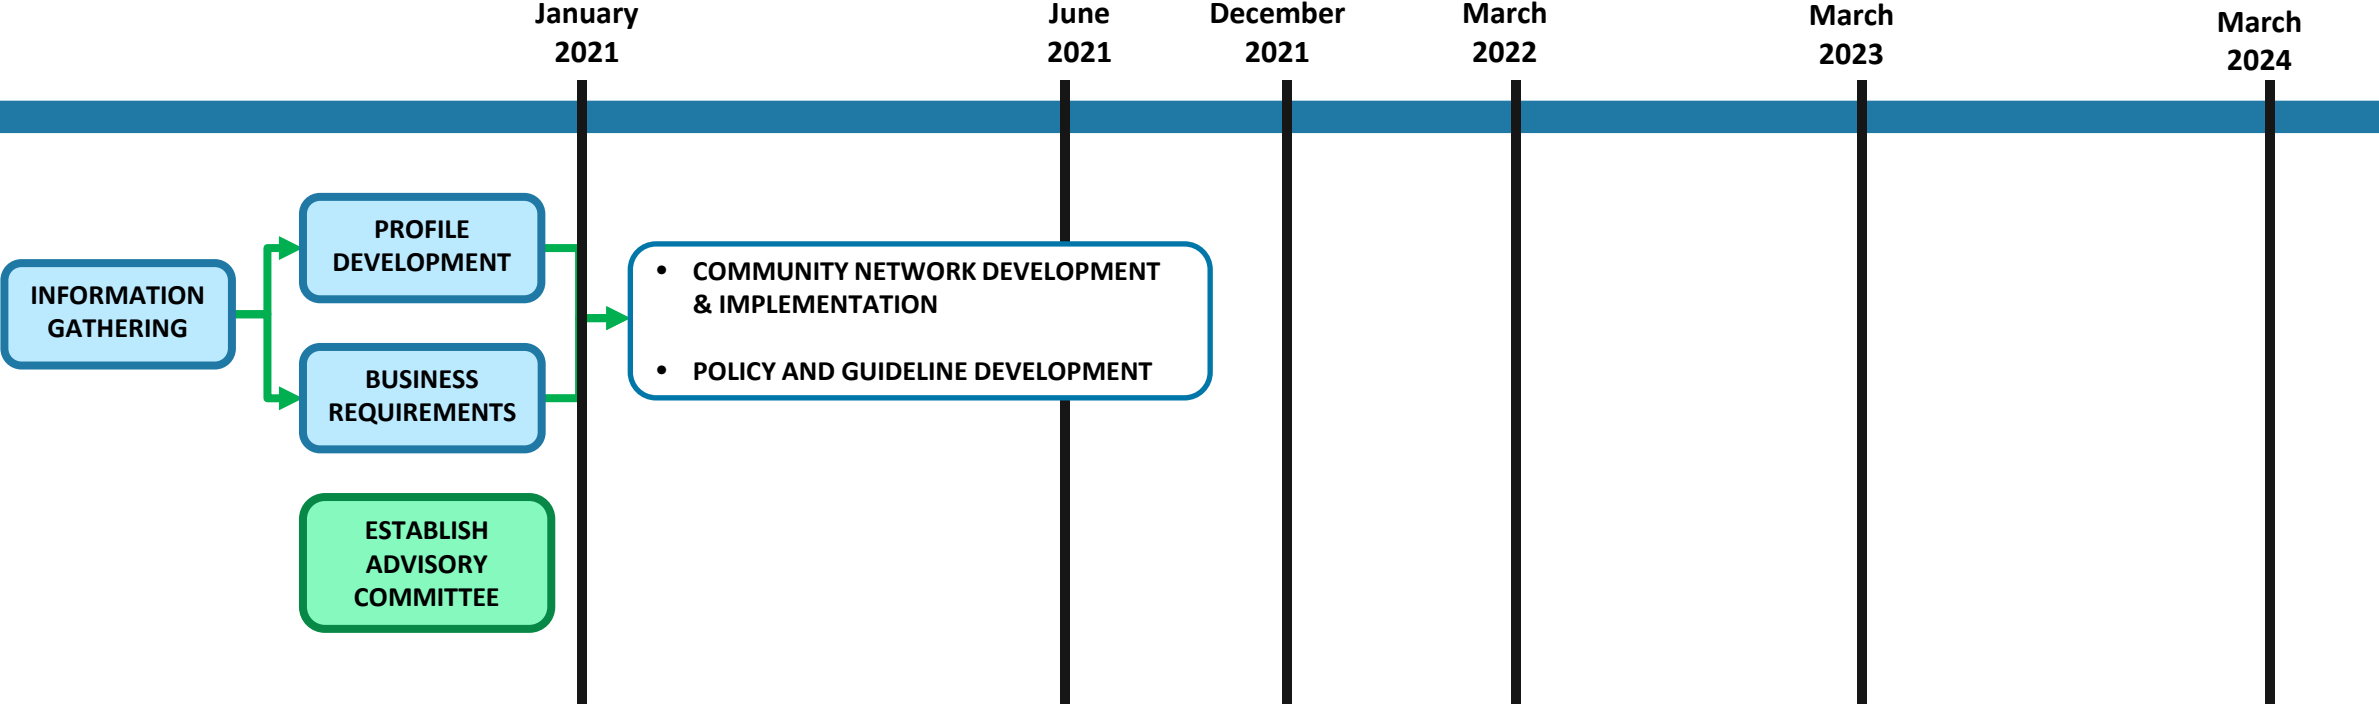 January
2021
June
2021
December
2021
March
2022
March
2023
March
2024
INFORMATION
GATHERING
PROFILE
DEVELOPMENT
BUSINESS
REQUIREMENTS
ESTABLISH
ADVISORY
COMMITTEE
• COMMUNITY NETWORK DEVELOPMENT
& IMPLEMENTATION
• POLICY AND GUIDELINE DEVELOPMENT